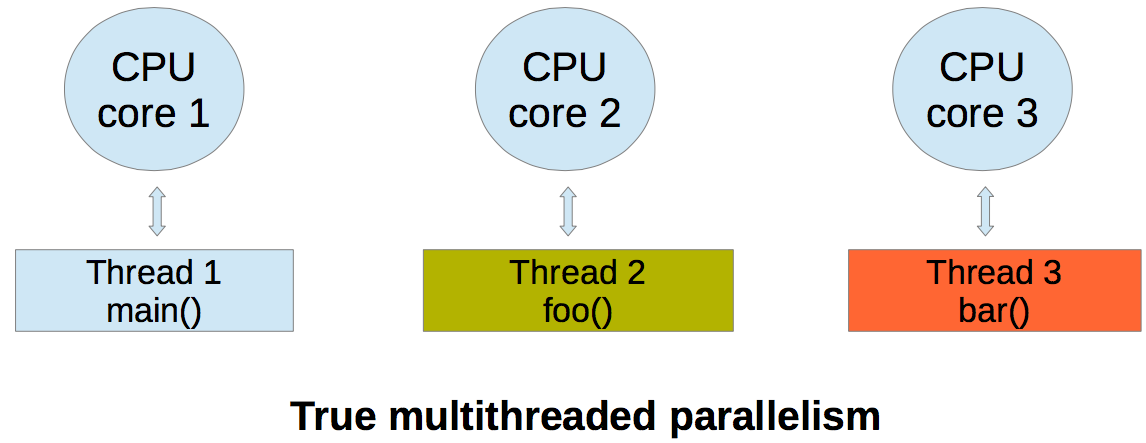 CPU
core 1
CPU
core 2
CPU
core 3
Thread 1
main()
Thread 2
foo()
Thread 3
bar()
True multithreaded parallelism